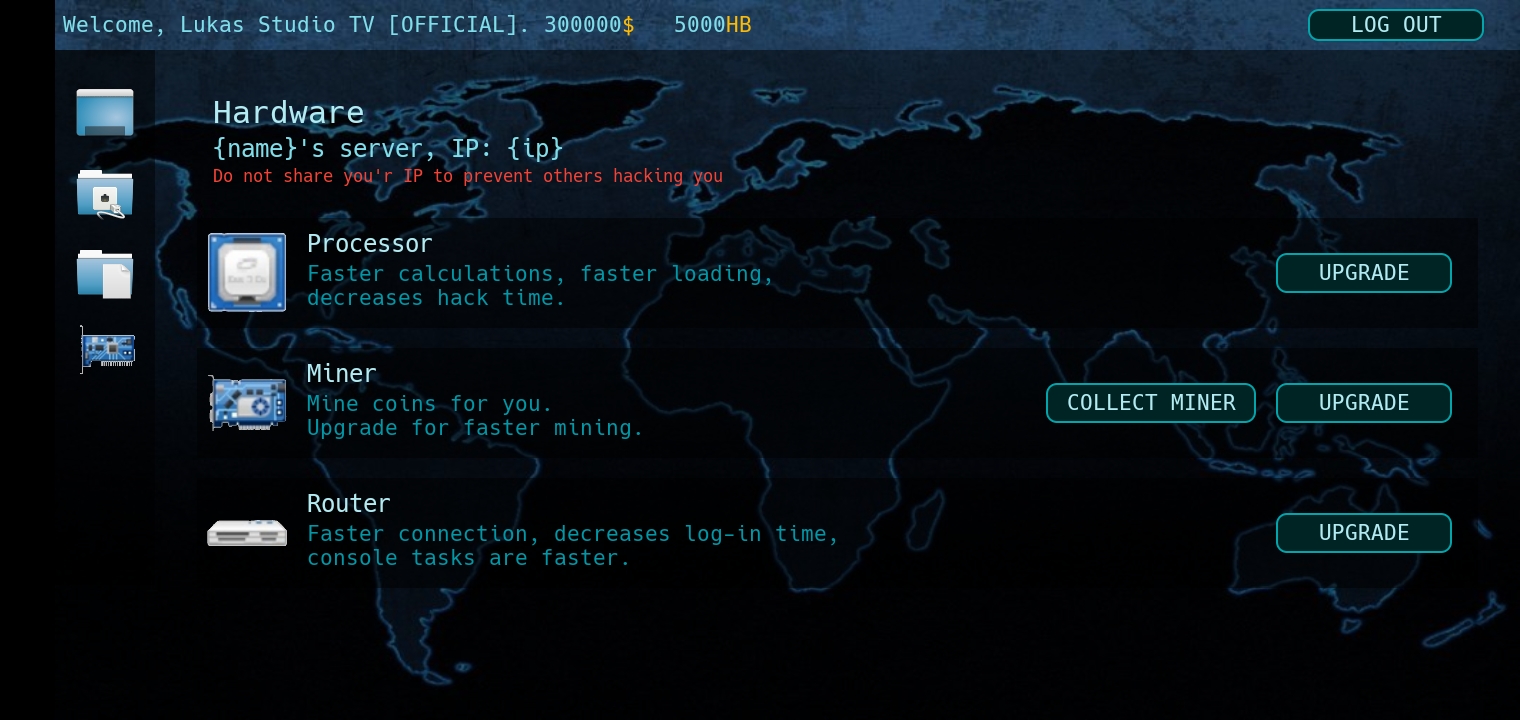 Welcome, Lukas Studio TV [OFFICIAL]. 300000$ 5000HB
LOG OUT
Hardware
{name}'s server, IP: {ip}
Do not share you'r IP to prevent others hacking you
Processor
Faster calculations, faster loading,
decreases hack time.
UPGRADE
Miner
Mine coins for you.
Upgrade for faster mining.
COLLECT MINER
UPGRADE
Router
Faster connection, decreases log-in time,
console tasks are faster.
UPGRADE